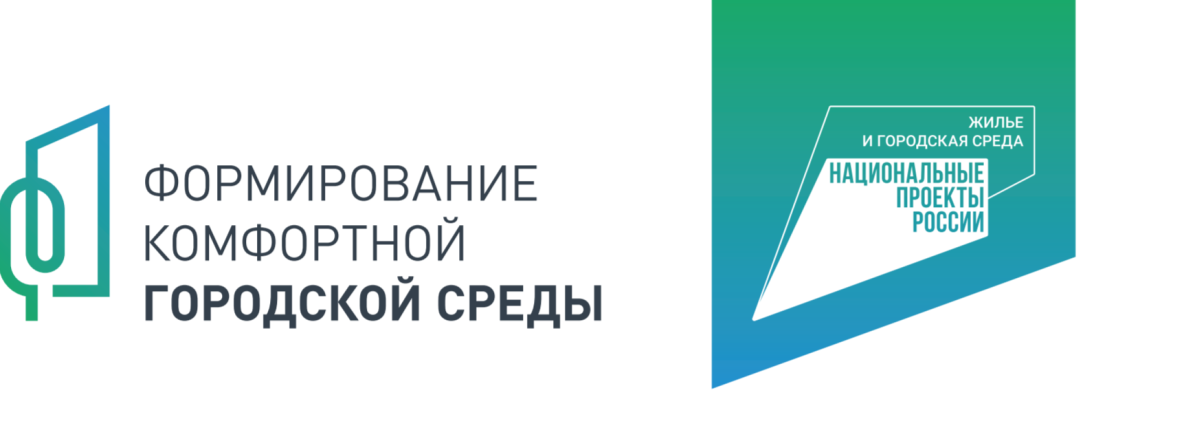 ФОРМИРОВАНИЕ
КОМФОРТНОЙ
ГОРОДСКОЙ СРЕДЫ
ЖИЛЬЕ
И ГОРОДСКАЯ СРЕДА
НАЦИОНАЛЬНЫЕ
ПРОЕКТЫ
РОССИИ